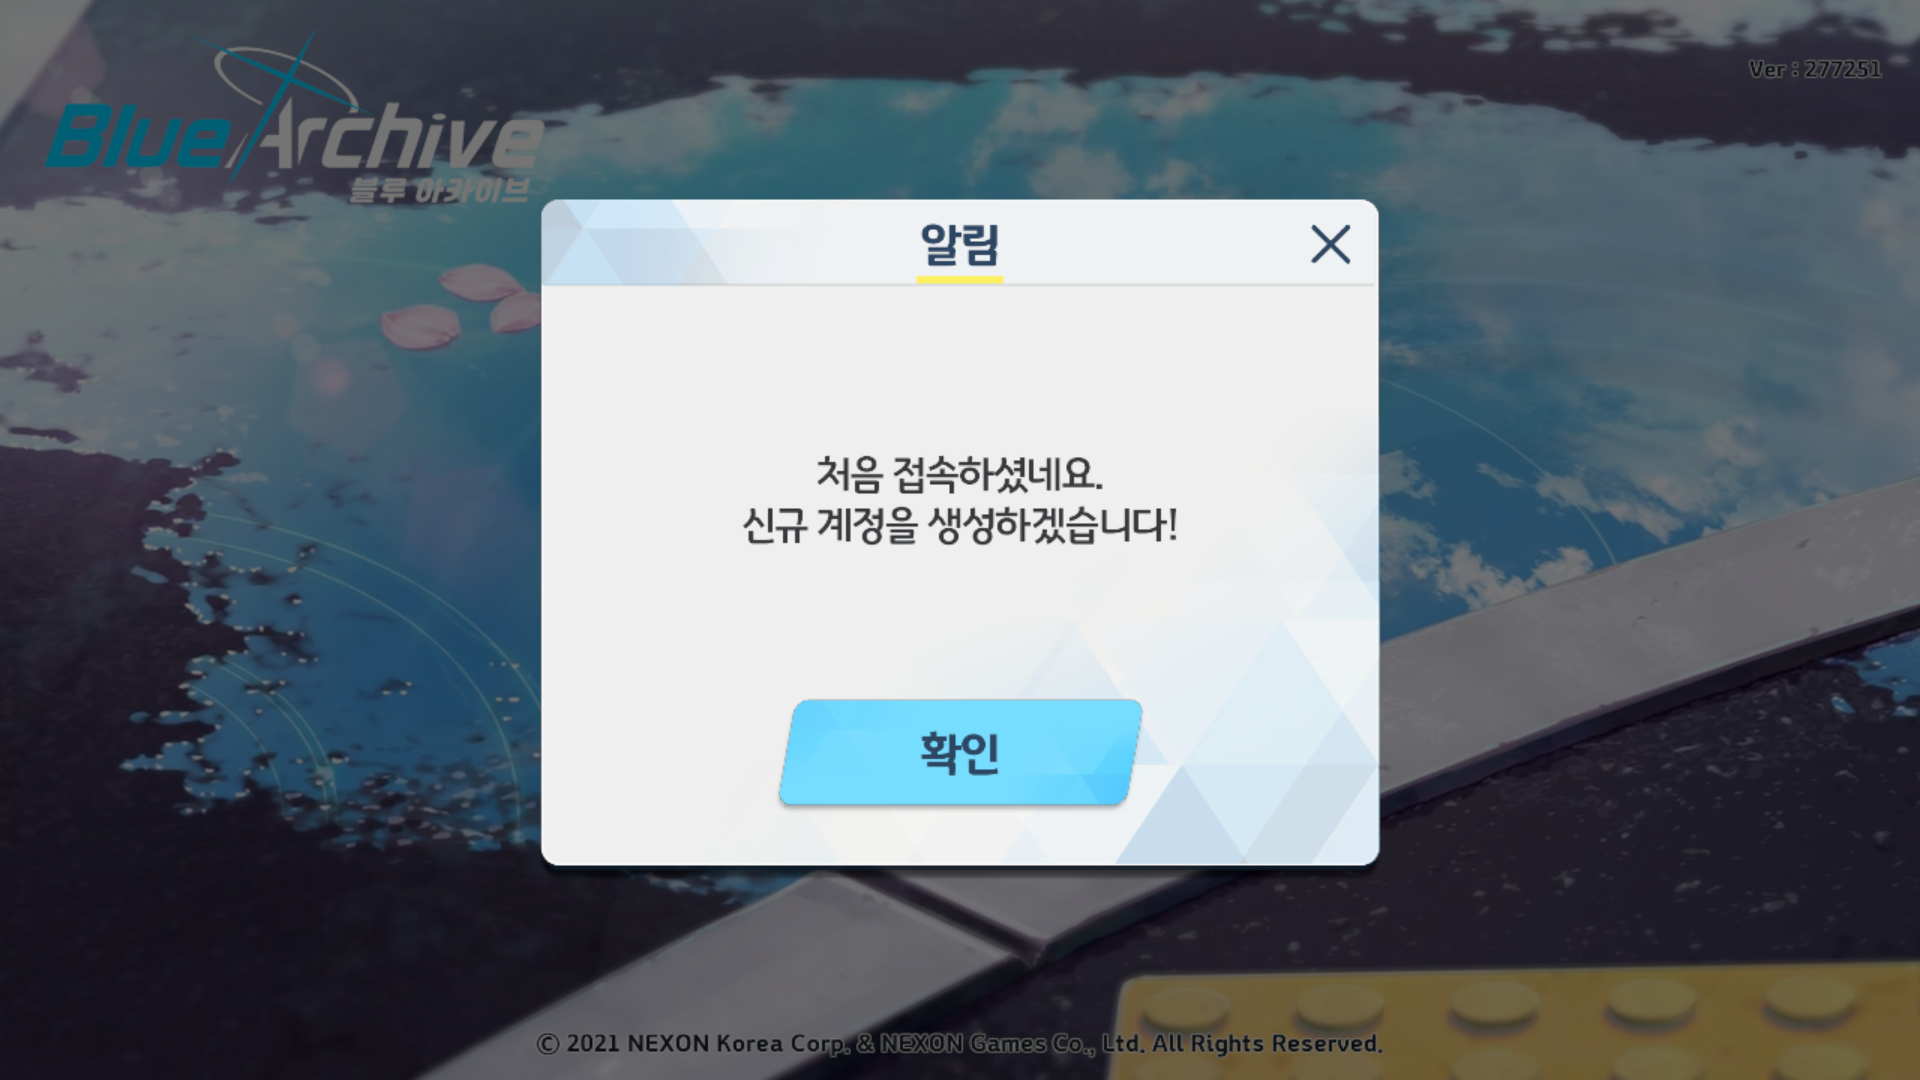 Blue Archive
블루 아카이브
Ver : 277251
알림
처음 접속하셨네요.
신규 계정을 생성하겠습니다!
확인
© 2021 NEXON Korea Corp. & NEXON Games Co., Ltd. All Rights Reserved.